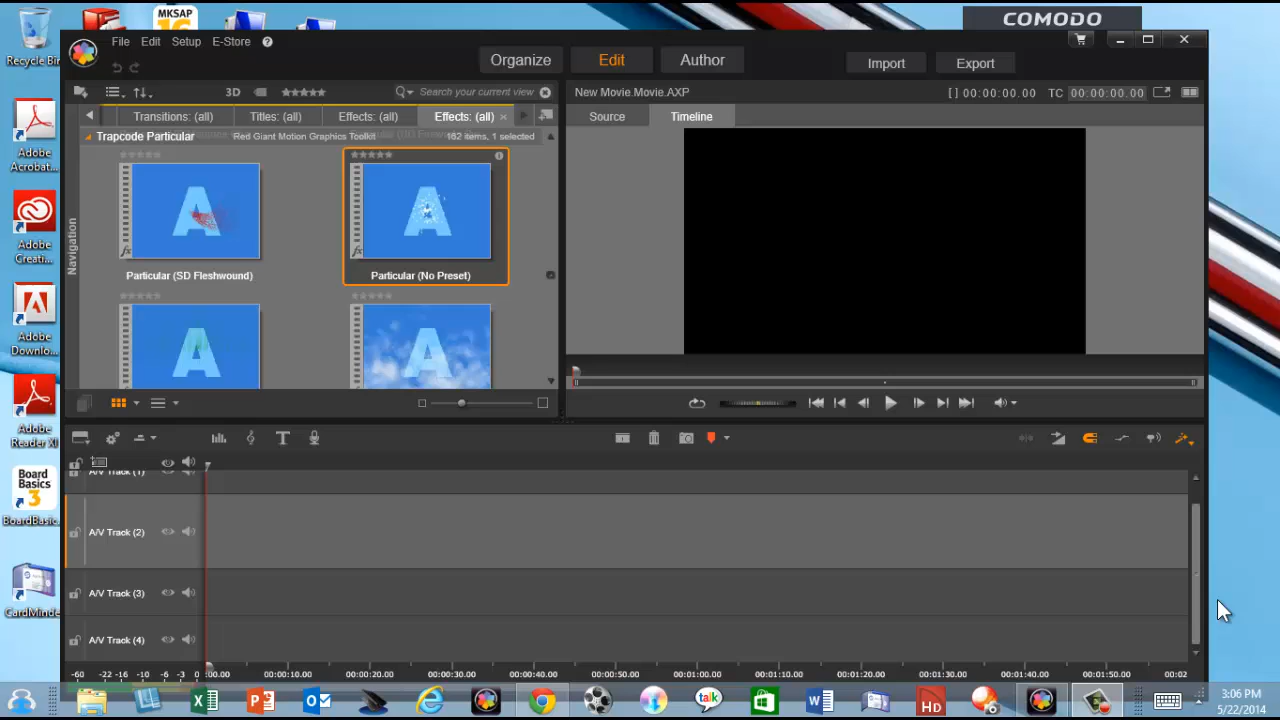 COMODO
MKSAP
16
Recycle Bin
File Edit Setup E-Store ?
Organize Edit Author Import Export
3D Search your current view
New Movie.Movie.AXP [] 00:00:00.00 TC 00:00:00.00
Transitions: (all) Titles: (all) Effects: (all) Effects: (all) ×
Source Timeline
Trapcode Particular Red Giant Motion Graphics Toolkit 162 items, 1 selected
Navigation
A fx
A fx
Particular (SD Fleshwound) Particular (No Preset)
A
A
Adobe
Acrobat...
Adobe
Creati...
Adobe
Downlo...
Adobe
Reader XI
Board
Basics
3
BoardBasic...
CardMinde
A/V Track (1)
A/V Track (2)
A/V Track (3)
A/V Track (4)
-60 -22 -16 -10 -6 -3 0 :00.00 00:00:10.00 00:00:20.00 00:00:30.00 00:00:40.00 00:00:50.00 00:01:00.00 00:01:10.00 00:01:20.00 00:01:30.00 00:01:40.00 00:01:50.00 00:02
talk
HD
3:06 PM
5/22/2014